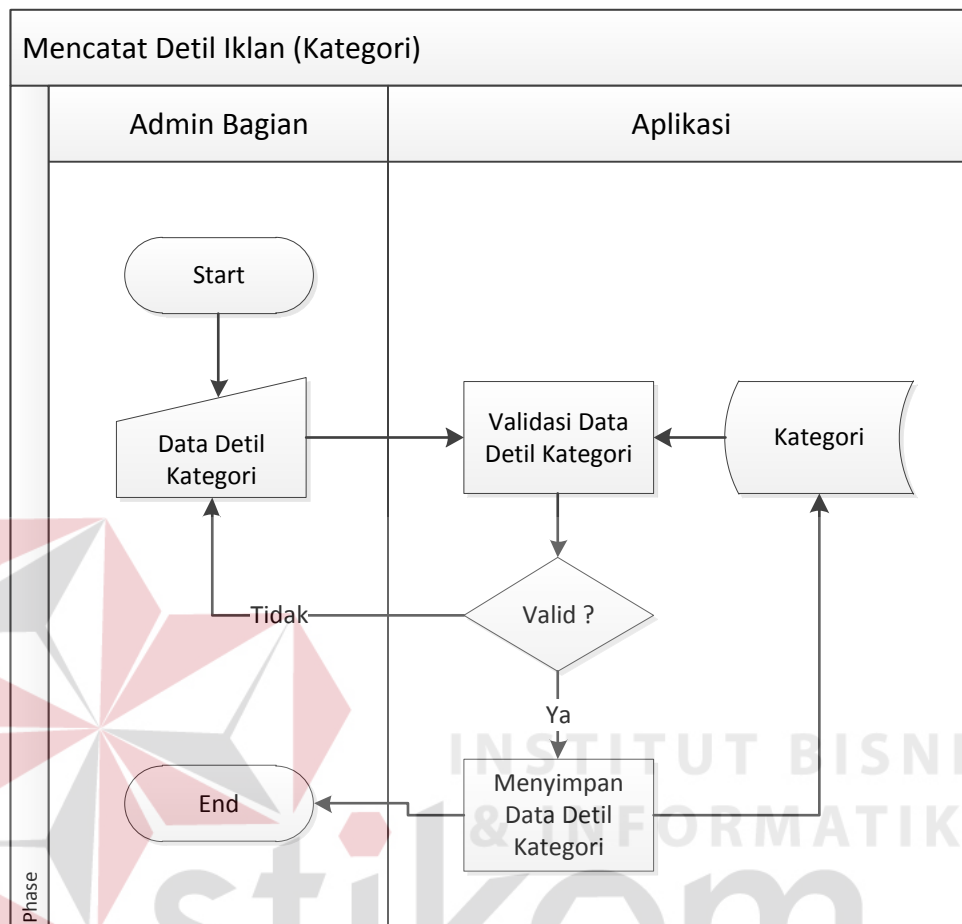 Mencatat Detil Iklan (Kategori)
Admin Bagian
Aplikasi
Start
Data Detil
Kategori
Validasi Data
Detil Kategori
Kategori
Tidak
Valid ?
Ya
Menyimpan
Data Detil
Kategori
End
Phase
INSTITUT BISNI
& INFORMATIK
stikom